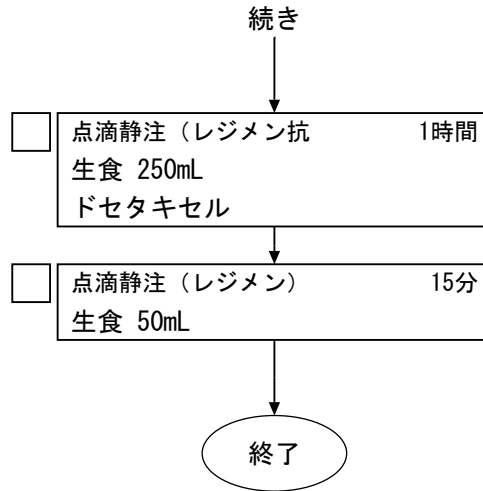 続き
点滴静注（レジメン抗 1時間
生食 250mL
ドセタキセル
点滴静注（レジメン） 15分
生食 50mL
終了